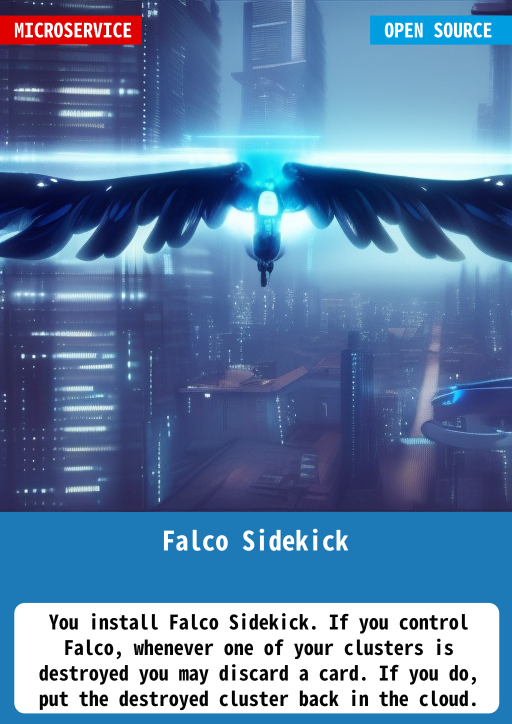 MICROSERVICE
OPEN SOURCE
Falco Sidekick
You install Falco Sidekick. If you control
Falco, whenever one of your clusters is
destroyed you may discard a card. If you do,
put the destroyed cluster back in the cloud.